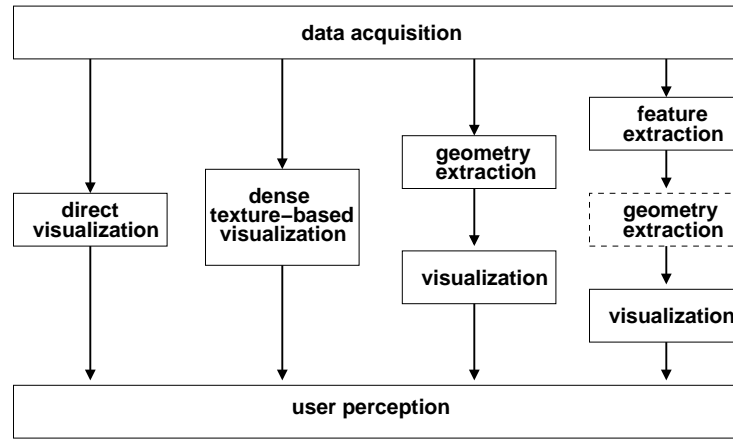 data acquisition
direct
visualization
dense
texture−based
visualization
geometry
extraction
visualization
feature
extraction
geometry
extraction
visualization
user perception